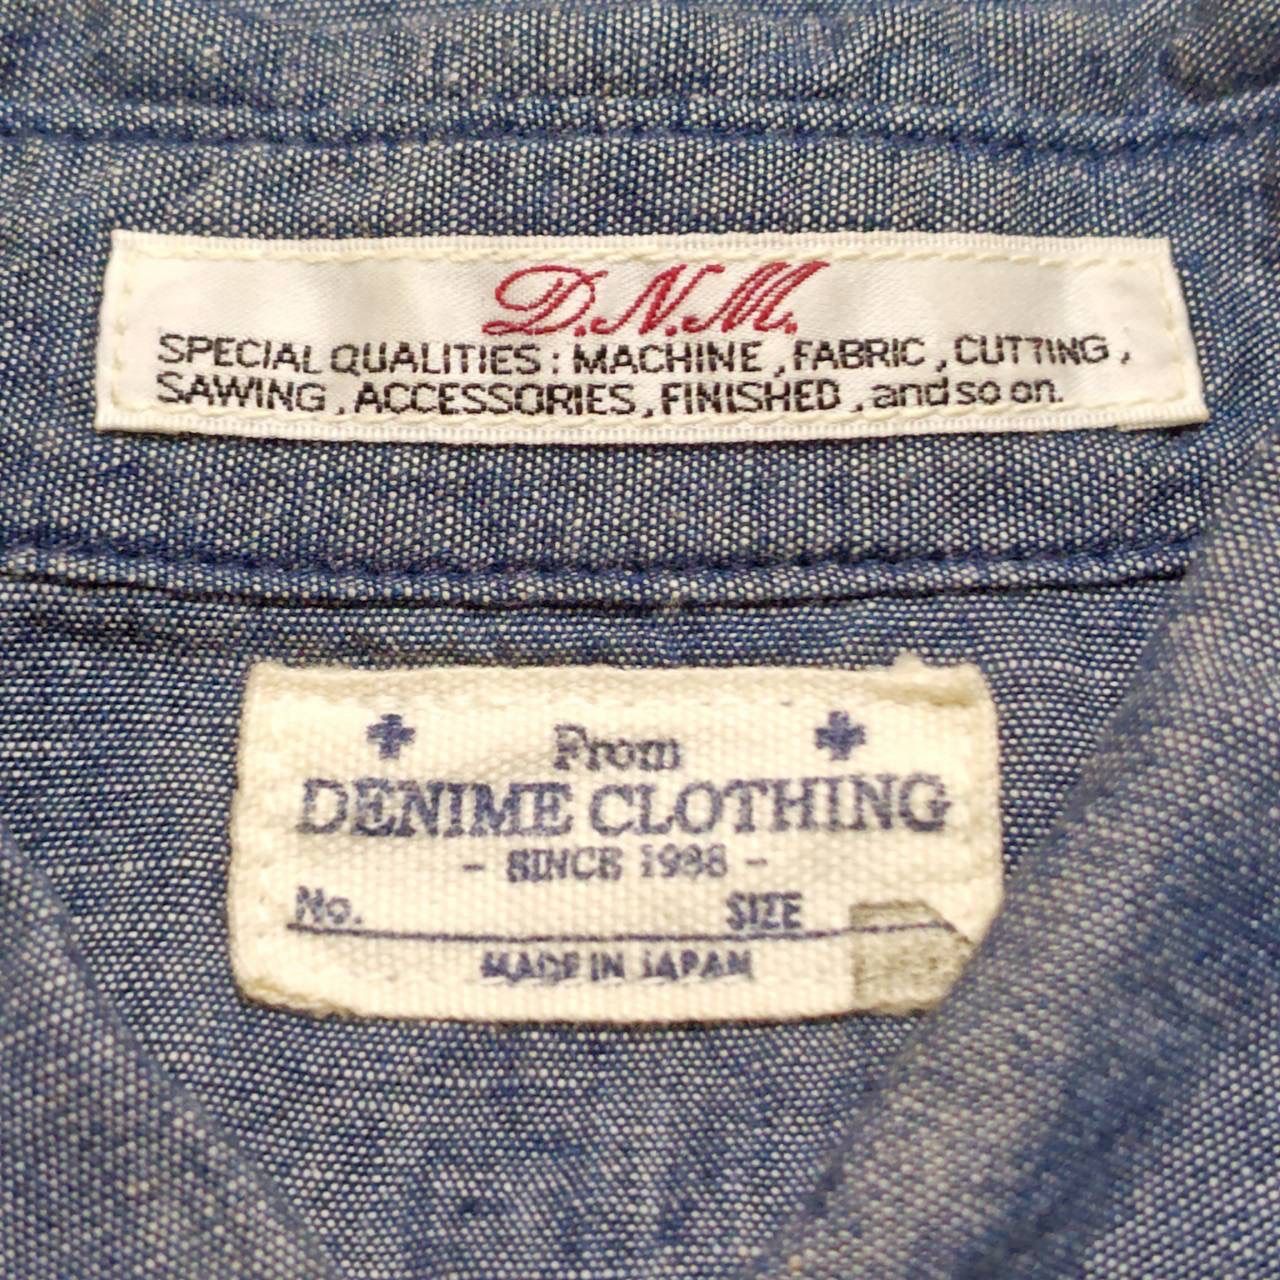 D.N.M.
SPECIAL QUALITIES : MACHINE , FABRIC , CUTTING ,
SAWING , ACCESSORIES , FINISHED , and so on.
From
DENIME CLOTHING
- SINCE 1988 -
No. SIZE
MADE IN JAPAN